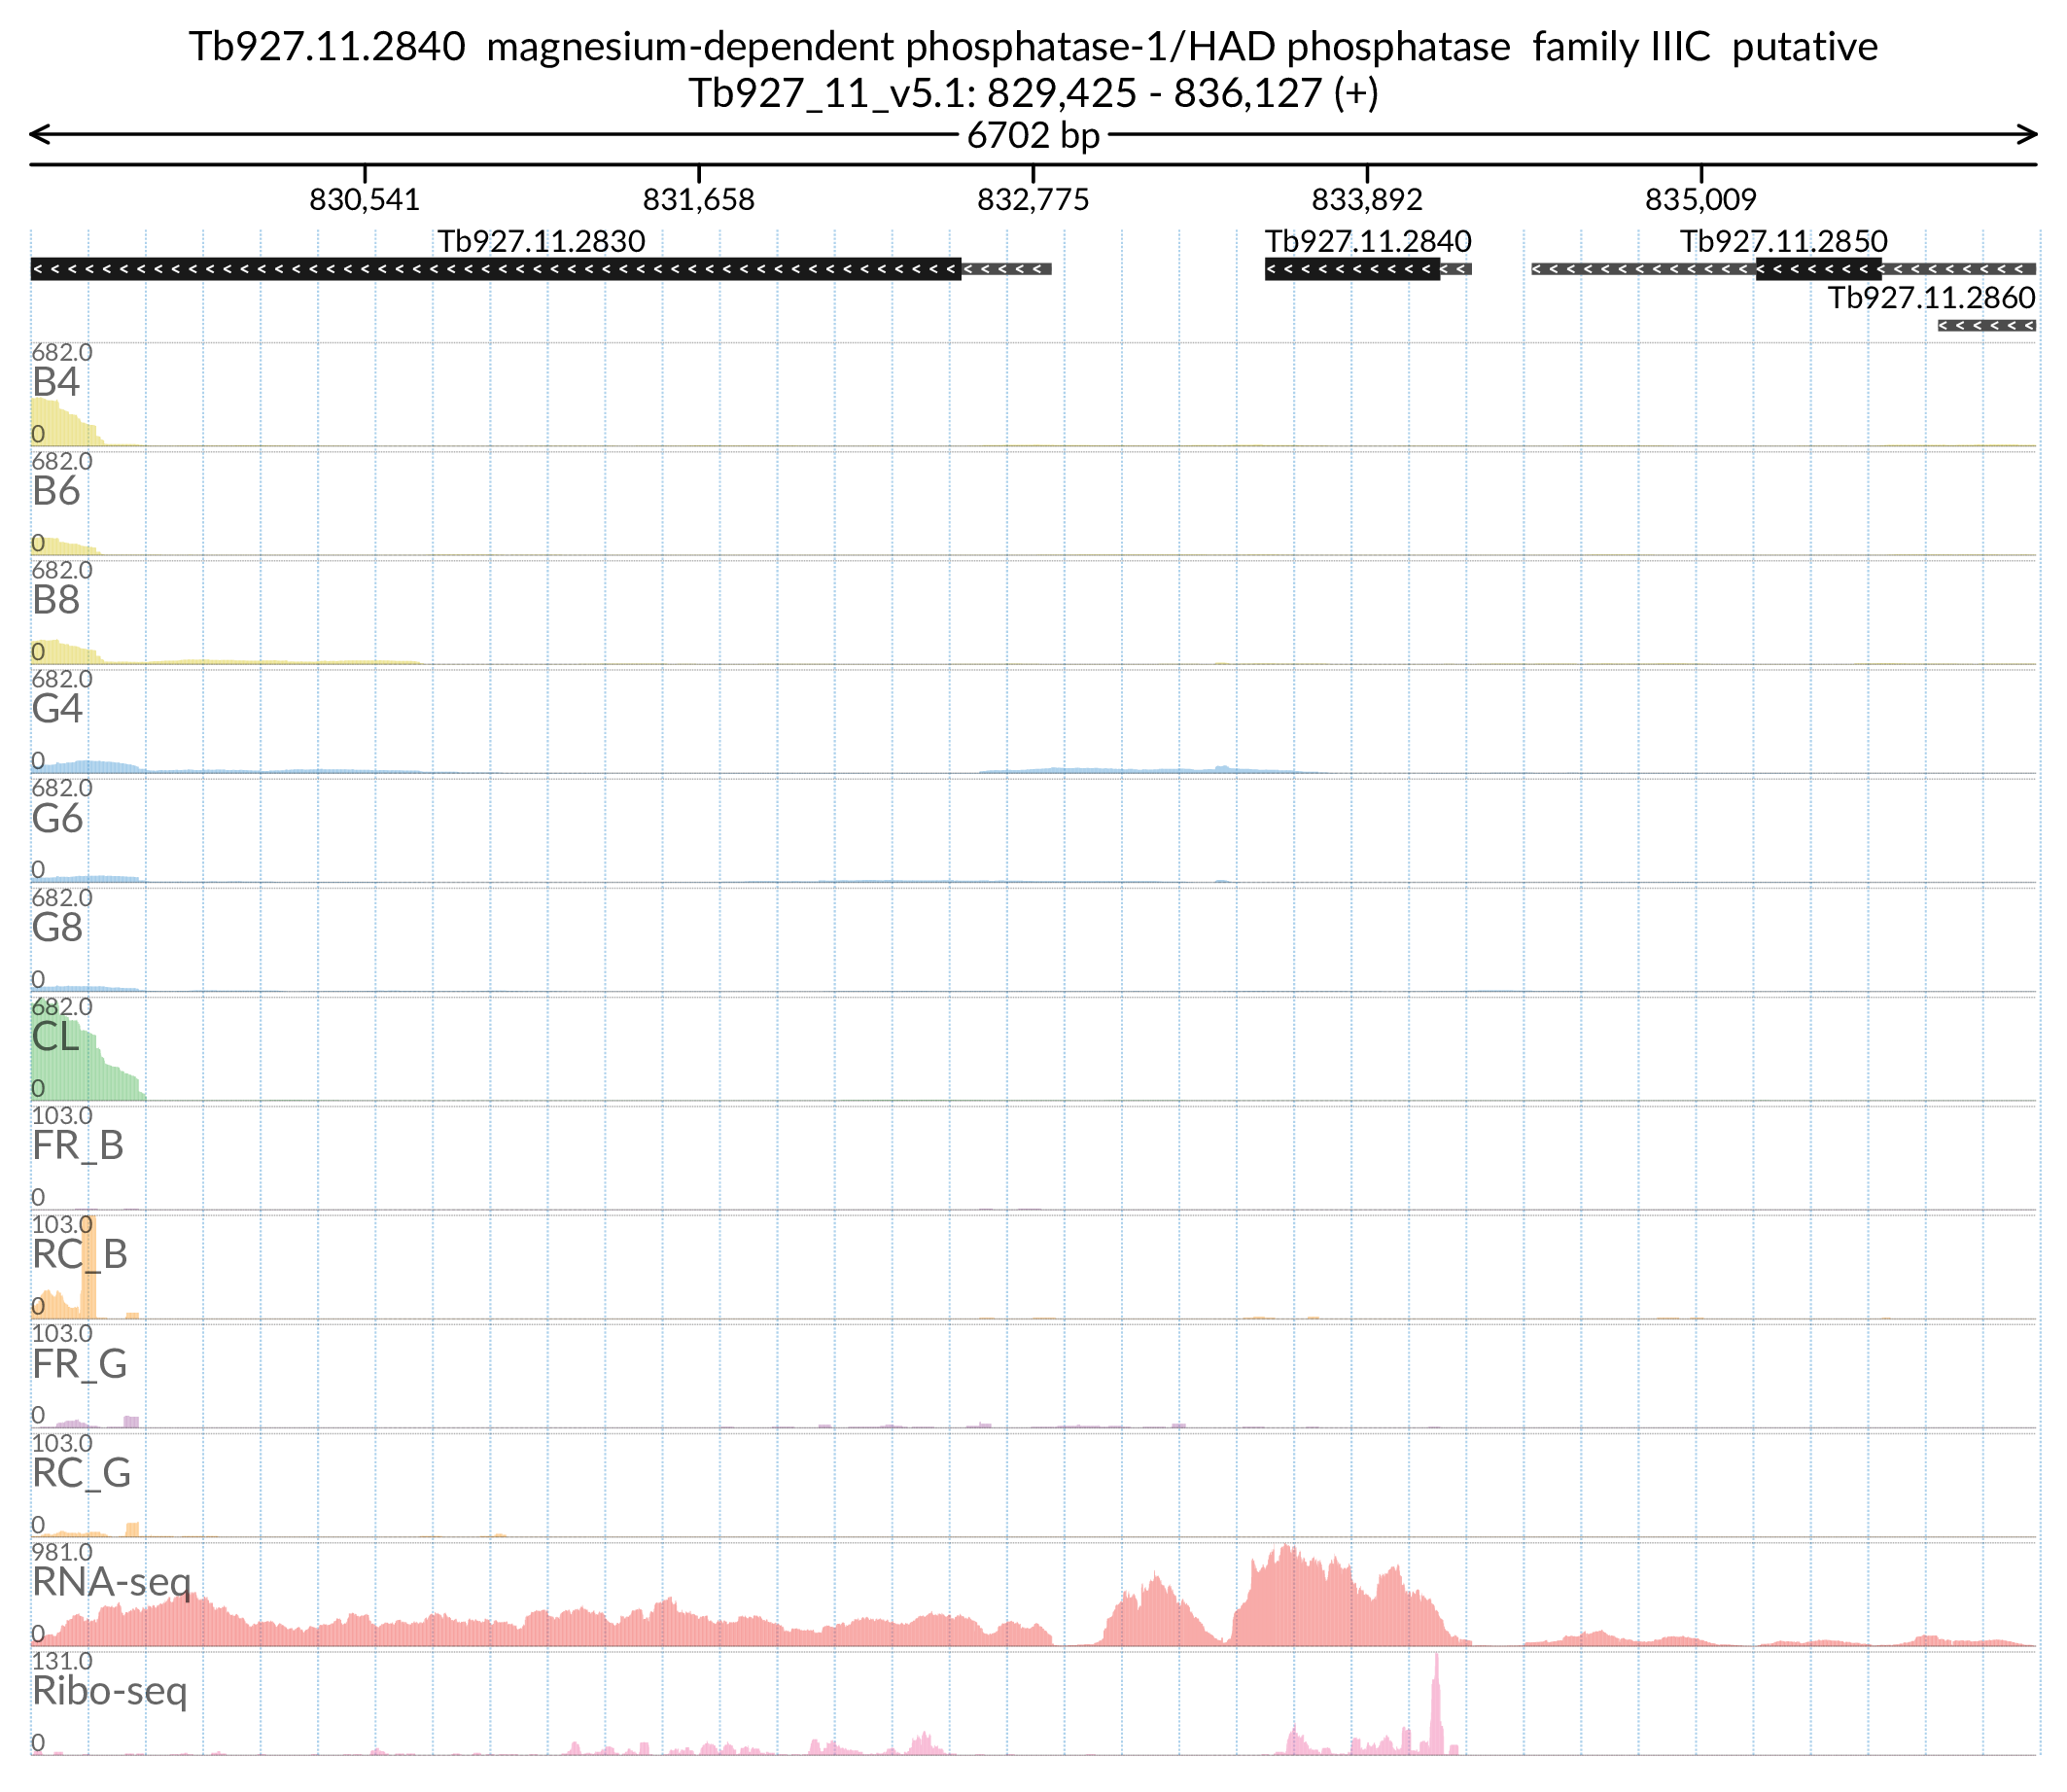 Tb927.11.2840  magnesium-dependent phosphatase-1/HAD phosphatase  family IIIC  putative
Tb927_11_v5.1: 829,425 - 836,127 (+)
6702 bp
830,541 831,658 832,775 833,892 835,009
Tb927.11.2830 Tb927.11.2840 Tb927.11.2850
Tb927.11.2860
682.0
B4
0
682.0
B6
0
682.0
B8
0
682.0
G4
0
682.0
G6
0
682.0
G8
0
682.0
CL
0
103.0
FR_B
0
103.0
RC_B
0
103.0
FR_G
0
103.0
RC_G
0
981.0
RNA-seq
0
131.0
Ribo-seq
0